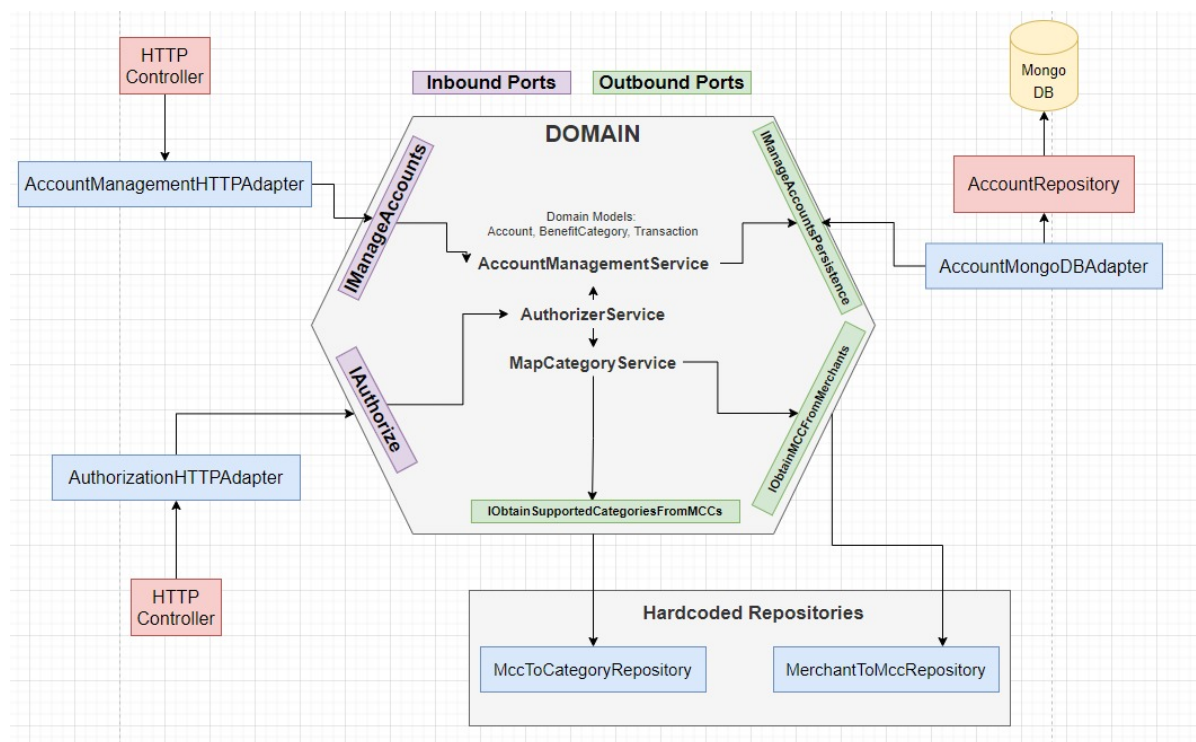 HTTP
Controller
Mongo
DB
Inbound Ports
Outbound Ports
DOMAIN
AccountManagementHTTPAdapter
IManageAccounts
IManageAccountsPersistence
AccountRepository
Domain Models:
Account, BenefitCategory, Transaction
AccountManagementService
AccountMongoDBAdapter
AuthorizerService
MapCategoryService
IAuthorize
IObtainMCCFromMerchants
AuthorizationHTTPAdapter
IObtainSupportedCategoriesFromMCCs
HTTP
Controller
Hardcoded Repositories
MccToCategoryRepository
MerchantToMccRepository